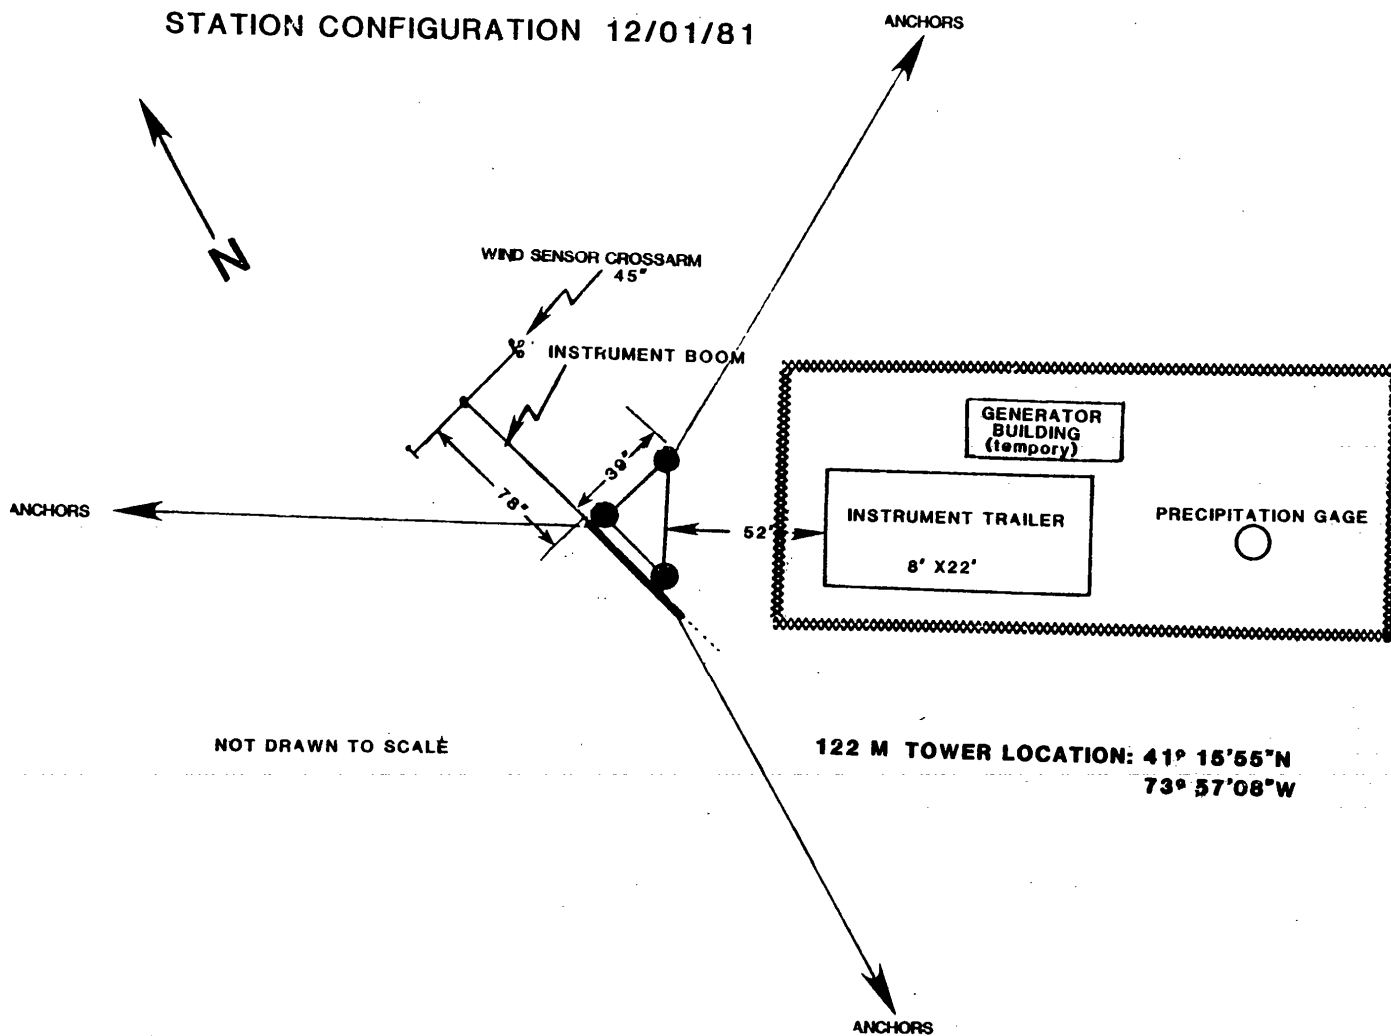 STATION CONFIGURATION 12/01/81
ANCHORS
N
WIND SENSOR CROSSARM
45"
INSTRUMENT BOOM
39"
78"
ANCHORS
52'
GENERATOR
BUILDING
(tempory)
INSTRUMENT TRAILER
8' X22'
PRECIPITATION GAGE
NOT DRAWN TO SCALE
122 M TOWER LOCATION: 41° 15'55"N
73° 57'08"W
ANCHORS